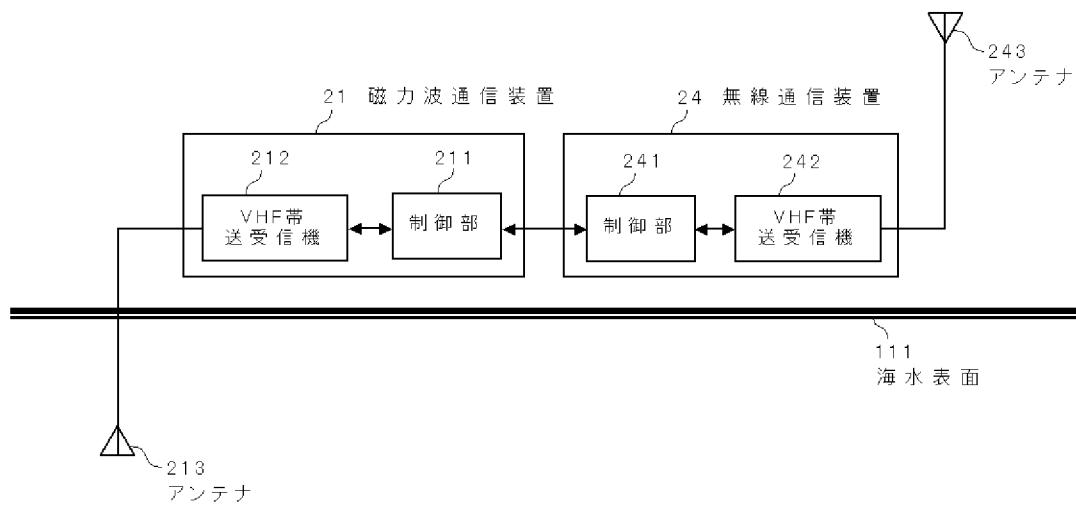 243
アンテナ
21 磁力波通信装置
24 無線通信装置
212
211
241
242
VHF帯
送受信機
制御部
制御部
VHF帯
送受信機
111
海水表面
213
アンテナ